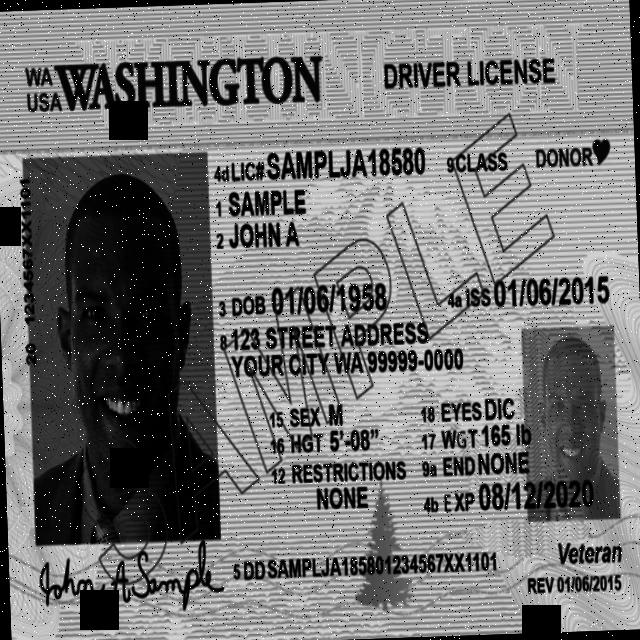 WA WASHINGTON DRIVER LICENSE
USA
4d LIC# SAMPLJA18580 9 CLASS DONOR
1 SAMPLE
2 JOHN A
3 DOB 01/06/1958 4a ISS 01/06/2015
8 123 STREET ADDRESS
YOUR CITY WA 99999-0000
15 SEX M 18 EYES DIC
16 HGT 5'-08" 17 WGT 165 lb
12 RESTRICTIONS 9a END NONE
NONE 4b EXP 08/12/2020
Veteran
5 DD SAMPLJA185801234567XX1101
REV 01/06/2015
John A Sample
20 1234567XX1101
SAMPLE